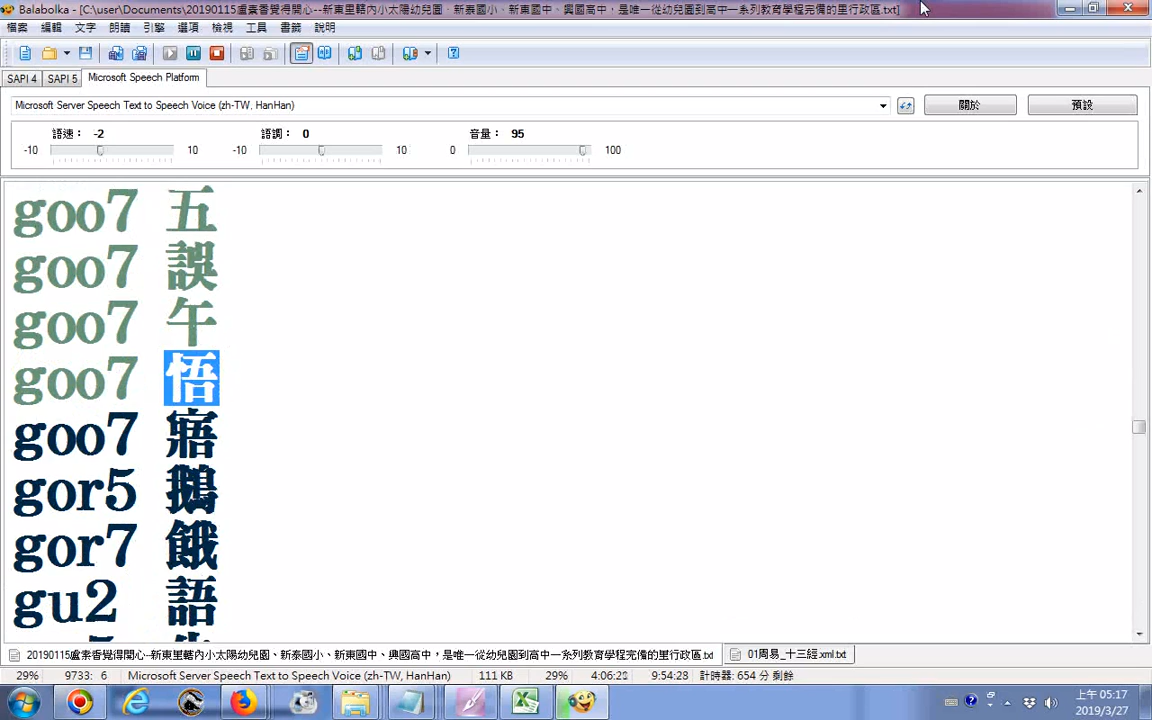 Balabolka - [C:\user\Documents\20190115盧素香覺得開心--新東里轄內小太陽幼兒園、新泰國小、新東國中、興國高中，是唯一從幼兒園到高中一系列教育學程完備的里行政區.txt]
檔案 編輯 文字 朗讀 引擎 選項 檢視 工具 書籤 說明
SAPI 4 SAPI 5 Microsoft Speech Platform
Microsoft Server Speech Text to Speech Voice (zh-TW, HanHan) 關於 預設
語速： -2 語調： 0 音量： 95
-10 10 -10 10 0 100
goo7 五
goo7 誤
goo7 午
goo7 悟
goo7 寤
gor5 鵝
gor7 餓
gu2 語
20190115盧素香覺得開心--新東里轄內小太陽幼兒園、新泰國小、新東國中、興國高中，是唯一從幼兒園到高中一系列教育學程完備的里行政區.txt 01周易_十三經.xml.txt
29% 9733: 6 Microsoft Server Speech Text to Speech Voice (zh-TW, HanHan) 111 KB 29% 4:06:22 9:54:28 計時器: 654 分 剩餘
上午 05:17
2019/3/27